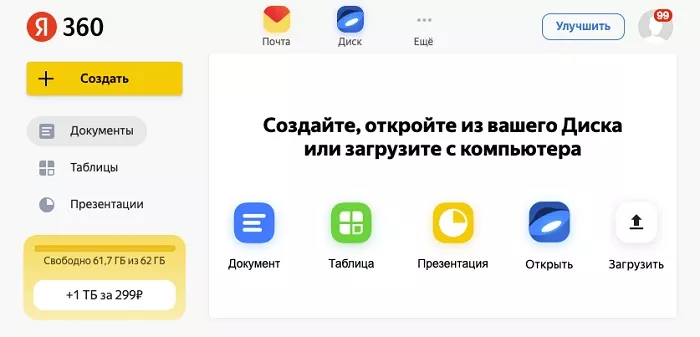 Я 360
Почта
Диск
Ещё
Улучшить
99
+ Создать
Документы
Таблицы
Презентации
Свободно 61,7 ГБ из 62 ГБ
+1 ТБ за 299₽
Создайте, откройте из вашего Диска
или загрузите с компьютера
Документ
Таблица
Презентация
Открыть
Загрузить